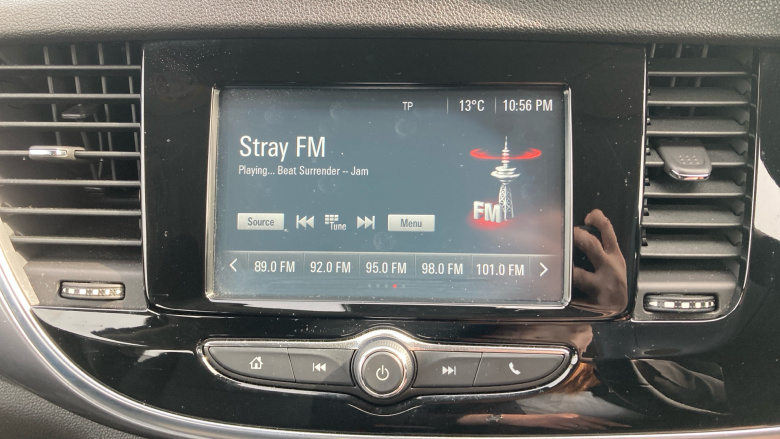 TP 13°C 10:56 PM
Stray FM
Playing... Beat Surrender -- Jam
FM
Source Tune Menu
89.0 FM 92.0 FM 95.0 FM 98.0 FM 101.0 FM